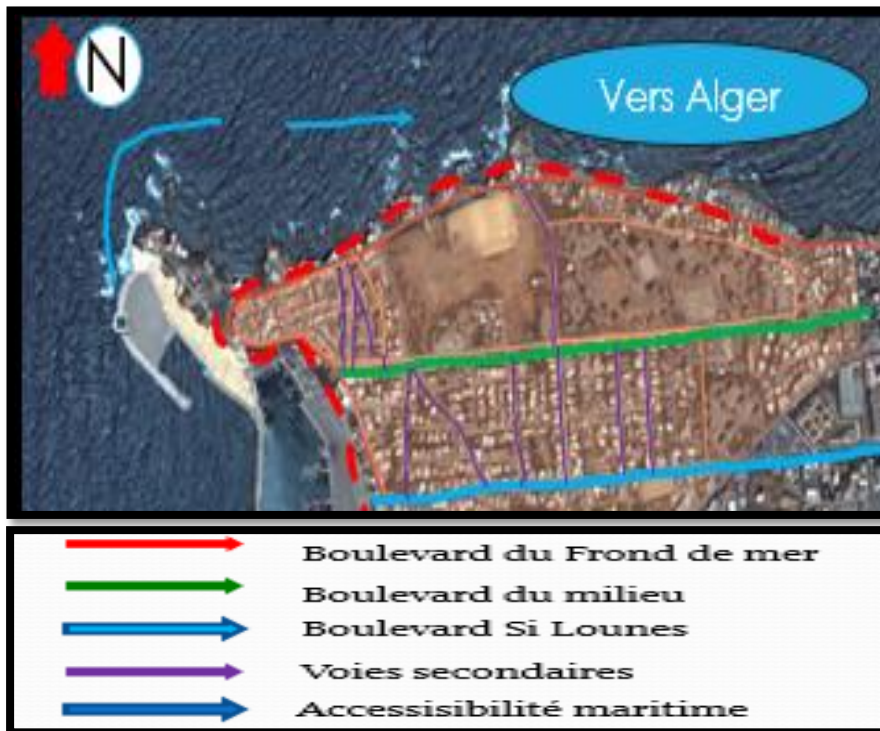 N
Vers Alger
Boulevard du Frond de mer
Boulevard du milieu
Boulevard Si Lounes
Voies secondaires
Accessisibilité maritime